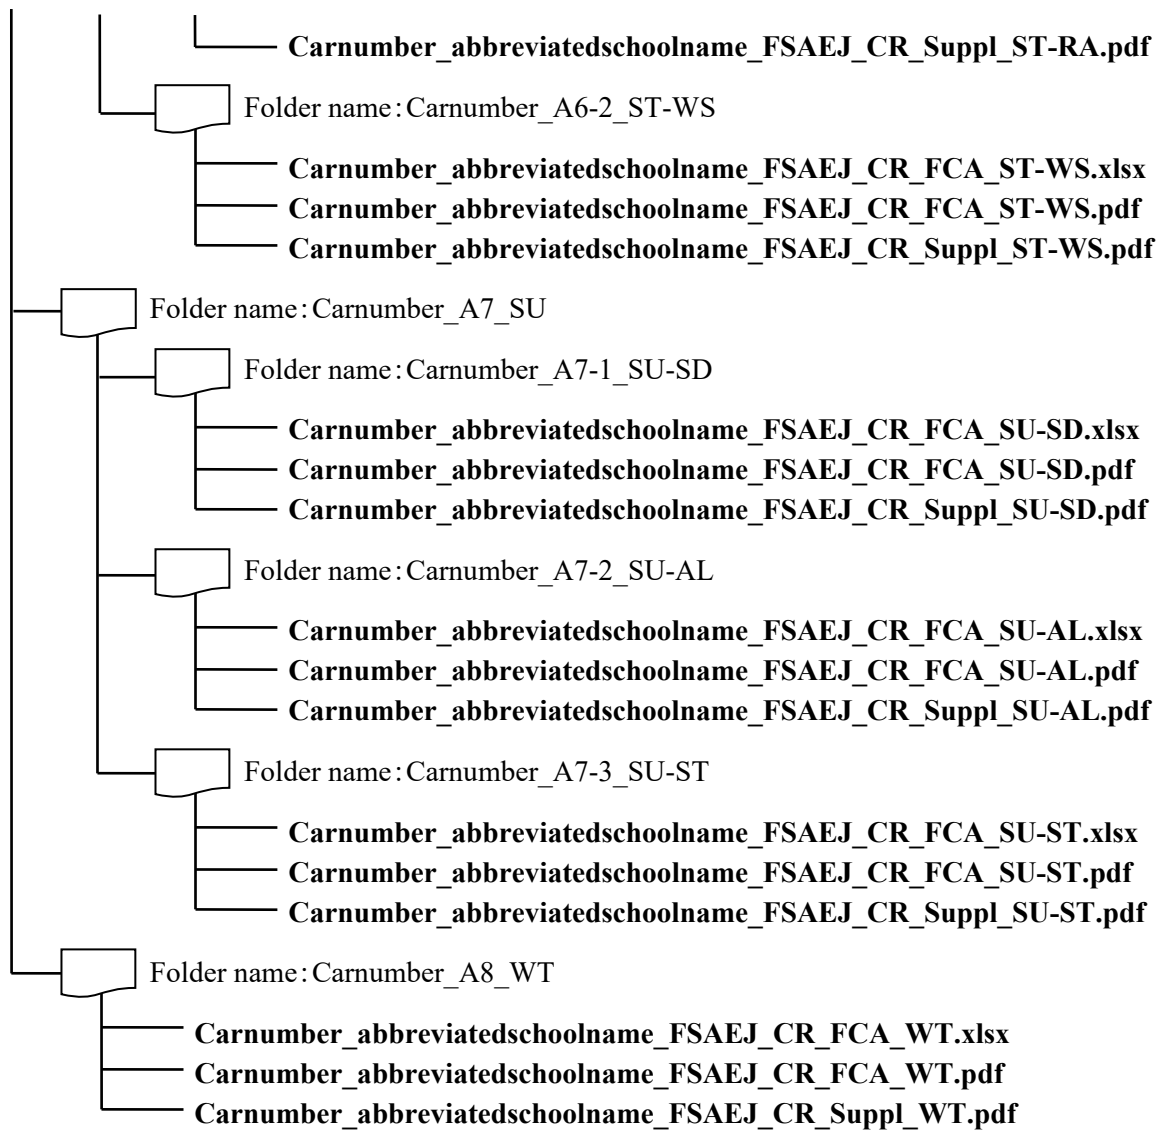 Carnumber_abbreviatedschoolname_FSAEJ_CR_Suppl_ST-RA.pdf
Folder name：Carnumber_A6-2_ST-WS
Carnumber_abbreviatedschoolname_FSAEJ_CR_FCA_ST-WS.xlsx
Carnumber_abbreviatedschoolname_FSAEJ_CR_FCA_ST-WS.pdf
Carnumber_abbreviatedschoolname_FSAEJ_CR_Suppl_ST-WS.pdf
Folder name：Carnumber_A7_SU
Folder name：Carnumber_A7-1_SU-SD
Carnumber_abbreviatedschoolname_FSAEJ_CR_FCA_SU-SD.xlsx
Carnumber_abbreviatedschoolname_FSAEJ_CR_FCA_SU-SD.pdf
Carnumber_abbreviatedschoolname_FSAEJ_CR_Suppl_SU-SD.pdf
Folder name：Carnumber_A7-2_SU-AL
Carnumber_abbreviatedschoolname_FSAEJ_CR_FCA_SU-AL.xlsx
Carnumber_abbreviatedschoolname_FSAEJ_CR_FCA_SU-AL.pdf
Carnumber_abbreviatedschoolname_FSAEJ_CR_Suppl_SU-AL.pdf
Folder name：Carnumber_A7-3_SU-ST
Carnumber_abbreviatedschoolname_FSAEJ_CR_FCA_SU-ST.xlsx
Carnumber_abbreviatedschoolname_FSAEJ_CR_FCA_SU-ST.pdf
Carnumber_abbreviatedschoolname_FSAEJ_CR_Suppl_SU-ST.pdf
Folder name：Carnumber_A8_WT
Carnumber_abbreviatedschoolname_FSAEJ_CR_FCA_WT.xlsx
Carnumber_abbreviatedschoolname_FSAEJ_CR_FCA_WT.pdf
Carnumber_abbreviatedschoolname_FSAEJ_CR_Suppl_WT.pdf